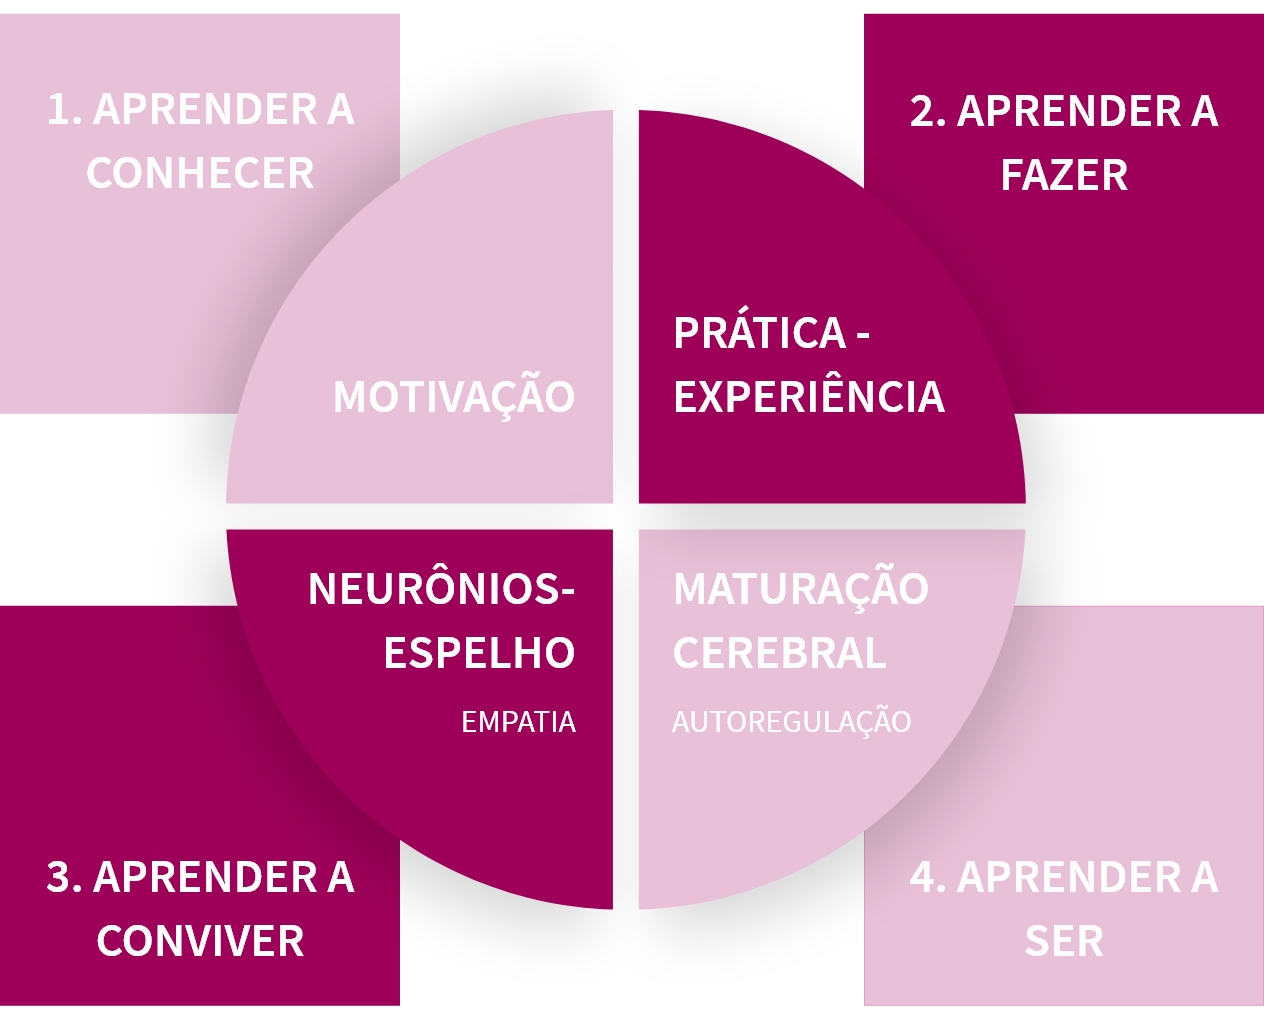 1. APRENDER A
CONHECER
2. APRENDER A
FAZER
MOTIVAÇÃO
PRÁTICA -
EXPERIÊNCIA
NEURÔNIOS-
ESPELHO
EMPATIA
MATURAÇÃO
CEREBRAL
AUTOREGULAÇÃO
3. APRENDER A
CONVIVER
4. APRENDER A
SER